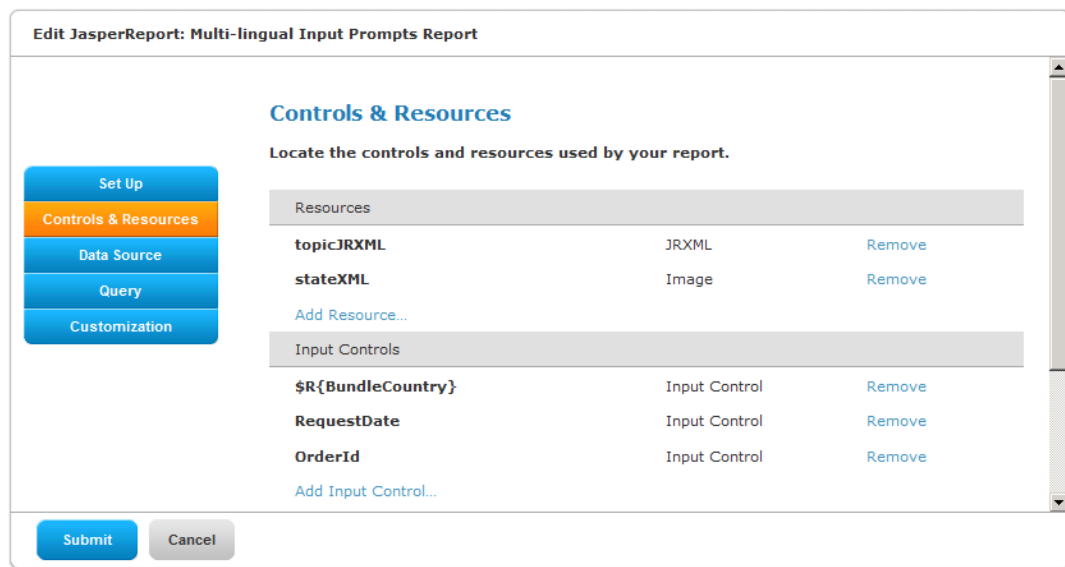 Edit JasperReport: Multi-lingual Input Prompts Report
Controls & Resources
Locate the controls and resources used by your report.
Set Up
Controls & Resources
Data Source
Query
Customization
Resources
topicJRXML JRXML Remove
stateXML Image Remove
Add Resource...
Input Controls
$R{BundleCountry} Input Control Remove
RequestDate Input Control Remove
OrderId Input Control Remove
Add Input Control...
Submit Cancel